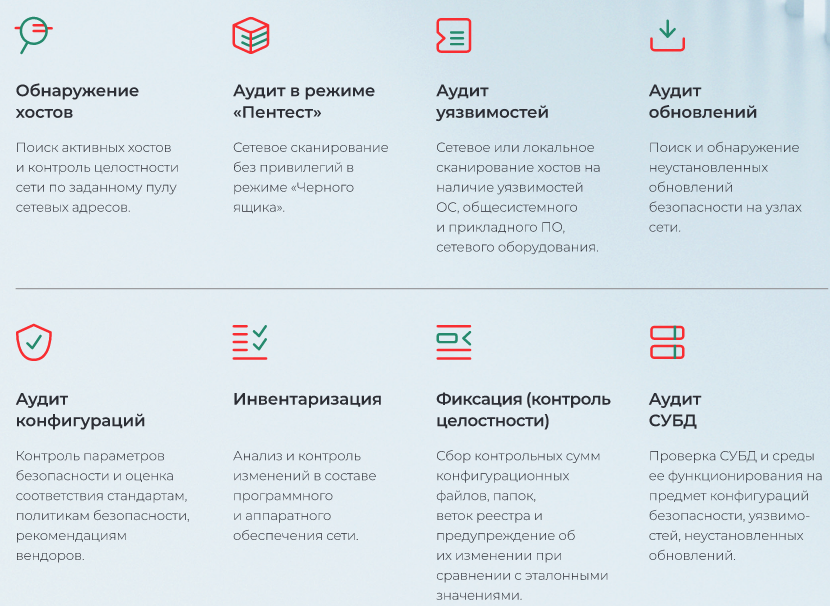 Обнаружение
хостов
Поиск активных хостов
и контроль целостности
сети по заданному пулу
сетевых адресов.
Аудит в режиме
«Пентест»
Сетевое сканирование
без привилегий в
режиме «Черного
ящика».
Аудит
уязвимостей
Сетевое или локальное
сканирование хостов на
наличие уязвимостей
ОС, общесистемного
и прикладного ПО,
сетевого оборудования.
Аудит
обновлений
Поиск и обнаружение
неустановленных
обновлений
безопасности на узлах
сети.
Аудит
конфигураций
Контроль параметров
безопасности и оценка
соответствия стандартам,
политикам безопасности,
рекомендациям
вендоров.
Инвентаризация
Анализ и контроль
изменений в составе
программного
и аппаратного
обеспечения сети.
Фиксация (контроль
целостности)
Сбор контрольных сумм
конфигурационных
файлов, папок,
веток реестра и
предупреждение об
их изменении при
сравнении с эталонными
значениями.
Аудит
СУБД
Проверка СУБД и среды
ее функционирования на
предмет конфигураций
безопасности, уязвимо-
стей, неустановленных
обновлений.